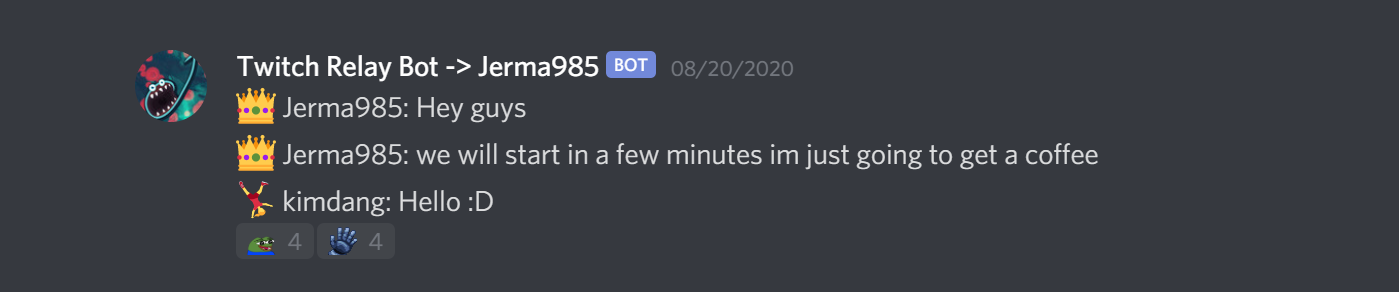 Twitch Relay Bot -> Jerma985 BOT 08/20/2020
Jerma985: Hey guys
Jerma985: we will start in a few minutes im just going to get a coffee
kimdang: Hello :D
4 4